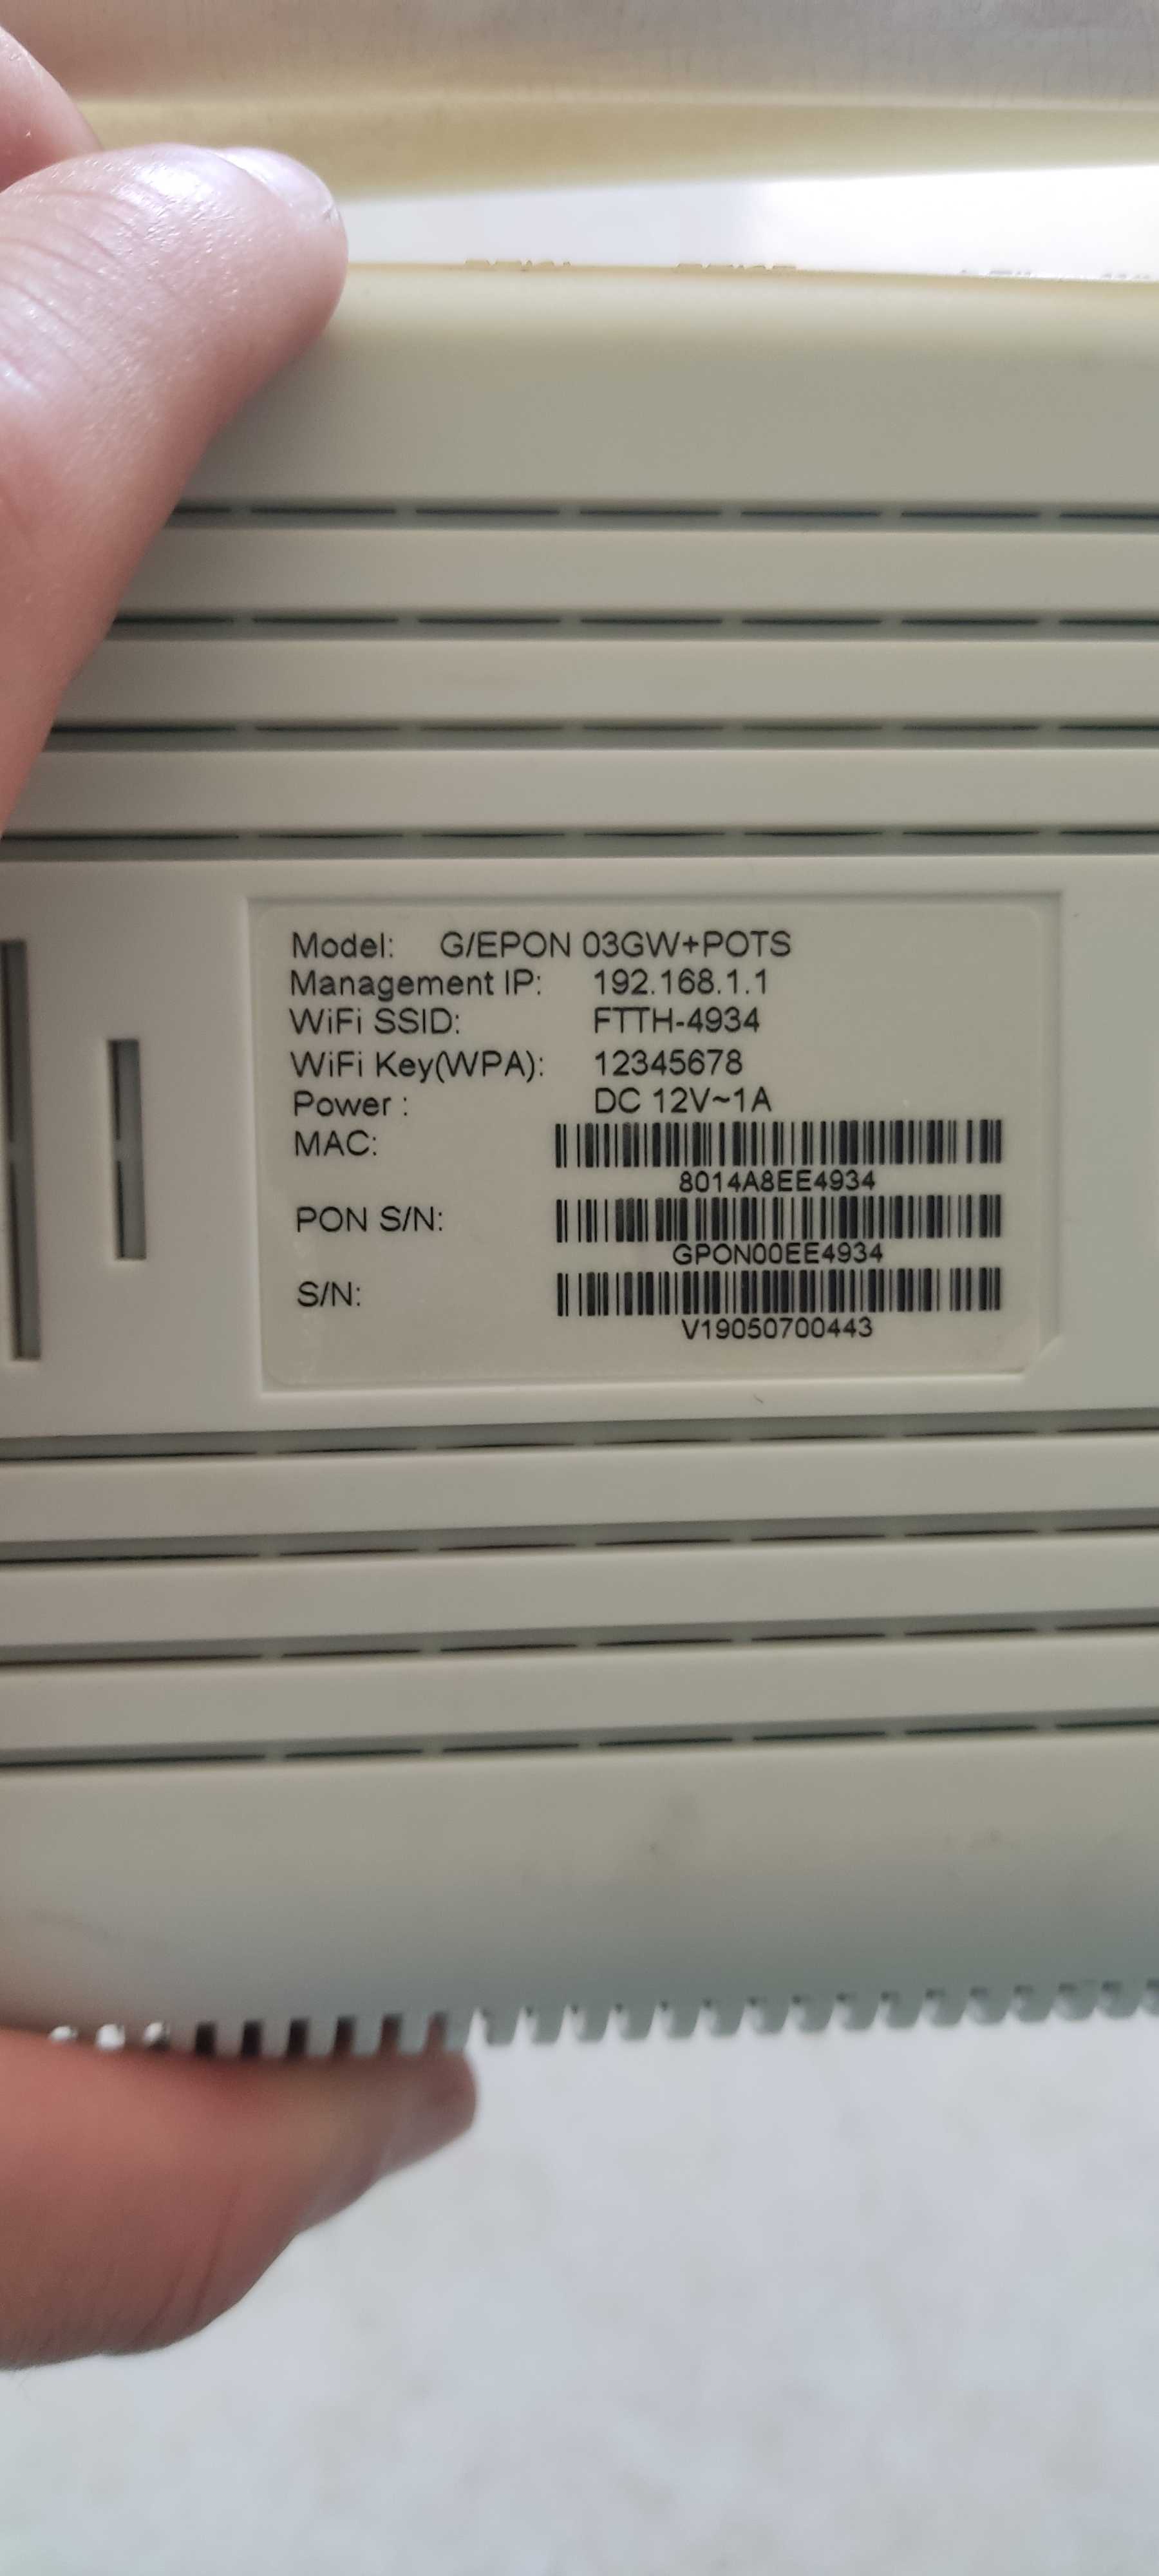 Model: G/EPON 03GW+POTS
Management IP: 192.168.1.1
WiFi SSID: FTTH-4934
WiFi Key(WPA): 12345678
Power : DC 12V~1A
MAC:
8014A8EE4934
PON S/N:
GPON00EE4934
S/N:
V19050700443